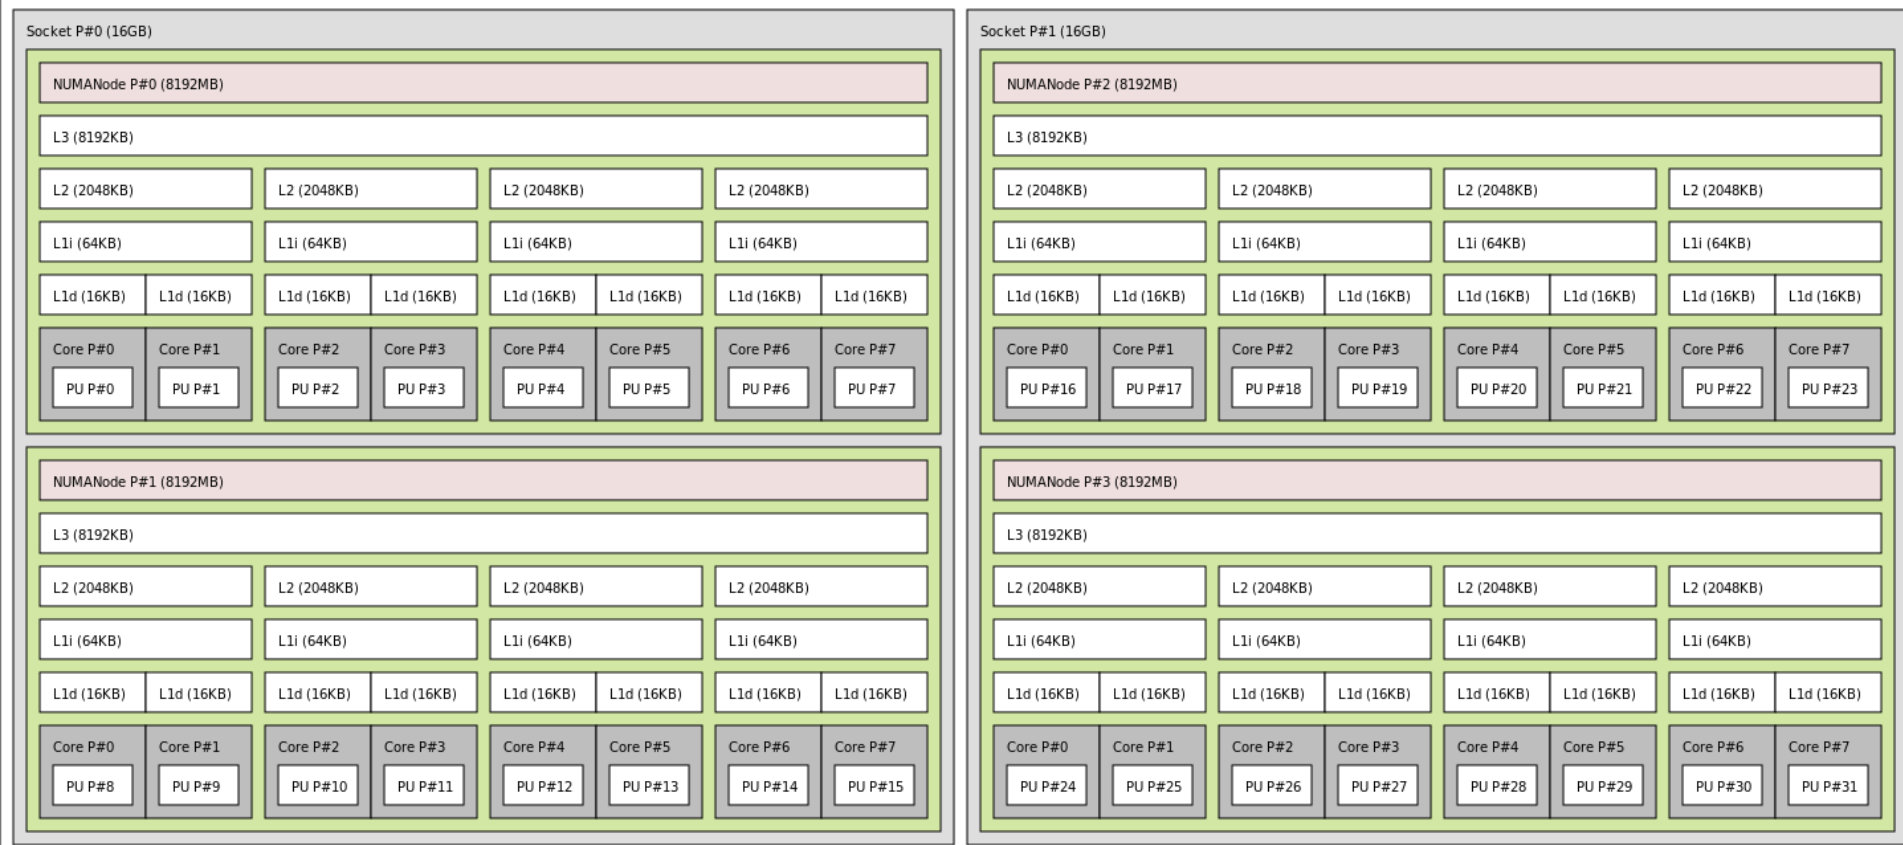 Socket P#0 (16GB)
NUMANode P#0 (8192MB)
L3 (8192KB)
L2 (2048KB) L2 (2048KB) L2 (2048KB) L2 (2048KB)
L1i (64KB) L1i (64KB) L1i (64KB) L1i (64KB)
L1d (16KB) L1d (16KB) L1d (16KB) L1d (16KB) L1d (16KB) L1d (16KB) L1d (16KB) L1d (16KB)
Core P#0 Core P#1 Core P#2 Core P#3 Core P#4 Core P#5 Core P#6 Core P#7
PU P#0 PU P#1 PU P#2 PU P#3 PU P#4 PU P#5 PU P#6 PU P#7
NUMANode P#1 (8192MB)
L3 (8192KB)
L2 (2048KB) L2 (2048KB) L2 (2048KB) L2 (2048KB)
L1i (64KB) L1i (64KB) L1i (64KB) L1i (64KB)
L1d (16KB) L1d (16KB) L1d (16KB) L1d (16KB) L1d (16KB) L1d (16KB) L1d (16KB) L1d (16KB)
Core P#0 Core P#1 Core P#2 Core P#3 Core P#4 Core P#5 Core P#6 Core P#7
PU P#8 PU P#9 PU P#10 PU P#11 PU P#12 PU P#13 PU P#14 PU P#15
Socket P#1 (16GB)
NUMANode P#2 (8192MB)
L3 (8192KB)
L2 (2048KB) L2 (2048KB) L2 (2048KB) L2 (2048KB)
L1i (64KB) L1i (64KB) L1i (64KB) L1i (64KB)
L1d (16KB) L1d (16KB) L1d (16KB) L1d (16KB) L1d (16KB) L1d (16KB) L1d (16KB) L1d (16KB)
Core P#0 Core P#1 Core P#2 Core P#3 Core P#4 Core P#5 Core P#6 Core P#7
PU P#16 PU P#17 PU P#18 PU P#19 PU P#20 PU P#21 PU P#22 PU P#23
NUMANode P#3 (8192MB)
L3 (8192KB)
L2 (2048KB) L2 (2048KB) L2 (2048KB) L2 (2048KB)
L1i (64KB) L1i (64KB) L1i (64KB) L1i (64KB)
L1d (16KB) L1d (16KB) L1d (16KB) L1d (16KB) L1d (16KB) L1d (16KB) L1d (16KB) L1d (16KB)
Core P#0 Core P#1 Core P#2 Core P#3 Core P#4 Core P#5 Core P#6 Core P#7
PU P#24 PU P#25 PU P#26 PU P#27 PU P#28 PU P#29 PU P#30 PU P#31